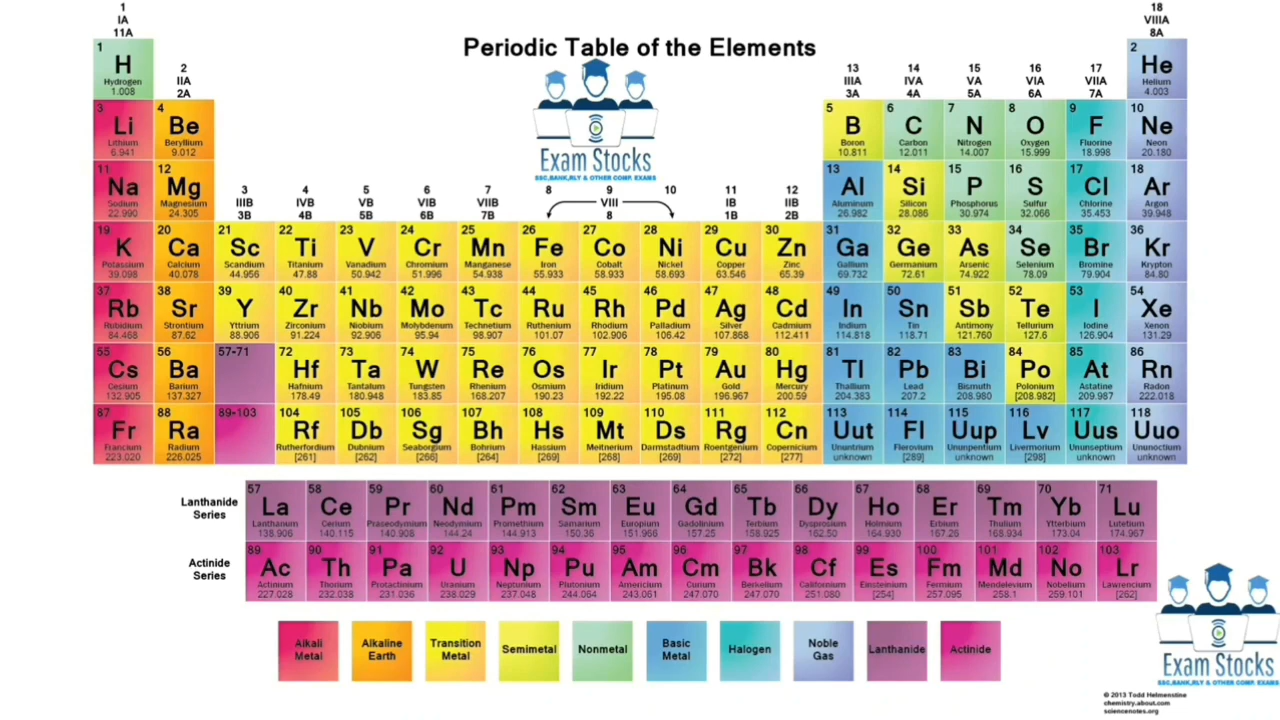 Periodic Table of the Elements
Exam Stocks
SSC,BANK,RLY & OTHER COMP. EXAMS
1 IA 11A
2 IIA 2A
3 IIIB 3B
4 IVB 4B
5 VB 5B
6 VIB 6B
7 VIIB 7B
8 9 10
VIII
8
11 IB 1B
12 IIB 2B
13 IIIA 3A
14 IVA 4A
15 VA 5A
16 VIA 6A
17 VIIA 7A
18 VIIIA 8A
1 H Hydrogen 1.008
2 He Helium 4.003
3 Li Lithium 6.941
4 Be Beryllium 9.012
5 B Boron 10.811
6 C Carbon 12.011
7 N Nitrogen 14.007
8 O Oxygen 15.999
9 F Fluorine 18.998
10 Ne Neon 20.180
11 Na Sodium 22.990
12 Mg Magnesium 24.305
13 Al Aluminum 26.982
14 Si Silicon 28.086
15 P Phosphorus 30.974
16 S Sulfur 32.066
17 Cl Chlorine 35.453
18 Ar Argon 39.948
19 K Potassium 39.098
20 Ca Calcium 40.078
21 Sc Scandium 44.956
22 Ti Titanium 47.88
23 V Vanadium 50.942
24 Cr Chromium 51.996
25 Mn Manganese 54.938
26 Fe Iron 55.933
27 Co Cobalt 58.933
28 Ni Nickel 58.693
29 Cu Copper 63.546
30 Zn Zinc 65.39
31 Ga Gallium 69.732
32 Ge Germanium 72.61
33 As Arsenic 74.922
34 Se Selenium 78.09
35 Br Bromine 79.904
36 Kr Krypton 84.80
37 Rb Rubidium 84.468
38 Sr Strontium 87.62
39 Y Yttrium 88.906
40 Zr Zirconium 91.224
41 Nb Niobium 92.906
42 Mo Molybdenum 95.94
43 Tc Technetium 98.907
44 Ru Ruthenium 101.07
45 Rh Rhodium 102.906
46 Pd Palladium 106.42
47 Ag Silver 107.868
48 Cd Cadmium 112.411
49 In Indium 114.818
50 Sn Tin 118.71
51 Sb Antimony 121.760
52 Te Tellurium 127.6
53 I Iodine 126.904
54 Xe Xenon 131.29
55 Cs Cesium 132.905
56 Ba Barium 137.327
57-71
72 Hf Hafnium 178.49
73 Ta Tantalum 180.948
74 W Tungsten 183.85
75 Re Rhenium 168.207
76 Os Osmium 190.23
77 Ir Iridium 192.22
78 Pt Platinum 195.08
79 Au Gold 196.967
80 Hg Mercury 200.59
81 Tl Thallium 204.383
82 Pb Lead 207.2
83 Bi Bismuth 208.980
84 Po Polonium [208.982]
85 At Astatine 209.987
86 Rn Radon 222.018
87 Fr Francium 223.020
88 Ra Radium 226.025
89-103
104 Rf Rutherfordium [261]
105 Db Dubnium [262]
106 Sg Seaborgium [266]
107 Bh Bohrium [264]
108 Hs Hassium [269]
109 Mt Meitnerium [268]
110 Ds Darmstadtium [269]
111 Rg Roentgenium [272]
112 Cn Copernicium [277]
113 Uut Ununtrium unknown
114 Fl Flerovium [289]
115 Uup Ununpentium unknown
116 Lv Livermorium [298]
117 Uus Ununseptium unknown
118 Uuo Ununoctium unknown
Lanthanide Series
57 La Lanthanum 138.906
58 Ce Cerium 140.115
59 Pr Praseodymium 140.908
60 Nd Neodymium 144.24
61 Pm Promethium 144.913
62 Sm Samarium 150.36
63 Eu Europium 151.966
64 Gd Gadolinium 157.25
65 Tb Terbium 158.925
66 Dy Dysprosium 162.50
67 Ho Holmium 164.930
68 Er Erbium 167.26
69 Tm Thulium 168.934
70 Yb Ytterbium 173.04
71 Lu Lutetium 174.967
Actinide Series
89 Ac Actinium 227.028
90 Th Thorium 232.038
91 Pa Protactinium 231.036
92 U Uranium 238.029
93 Np Neptunium 237.048
94 Pu Plutonium 244.064
95 Am Americium 243.061
96 Cm Curium 247.070
97 Bk Berkelium 247.070
98 Cf Californium 251.080
99 Es Einsteinium [254]
100 Fm Fermium 257.095
101 Md Mendelevium 258.1
102 No Nobelium 259.101
103 Lr Lawrencium [262]
Alkali Metal
Alkaline Earth
Transition Metal
Semimetal
Nonmetal
Basic Metal
Halogen
Noble Gas
Lanthanide
Actinide
Exam Stocks
SSC,BANK,RLY & OTHER COMP. EXAMS
© 2013 Todd Helmenstine
chemistry.about.com
sciencenotes.org